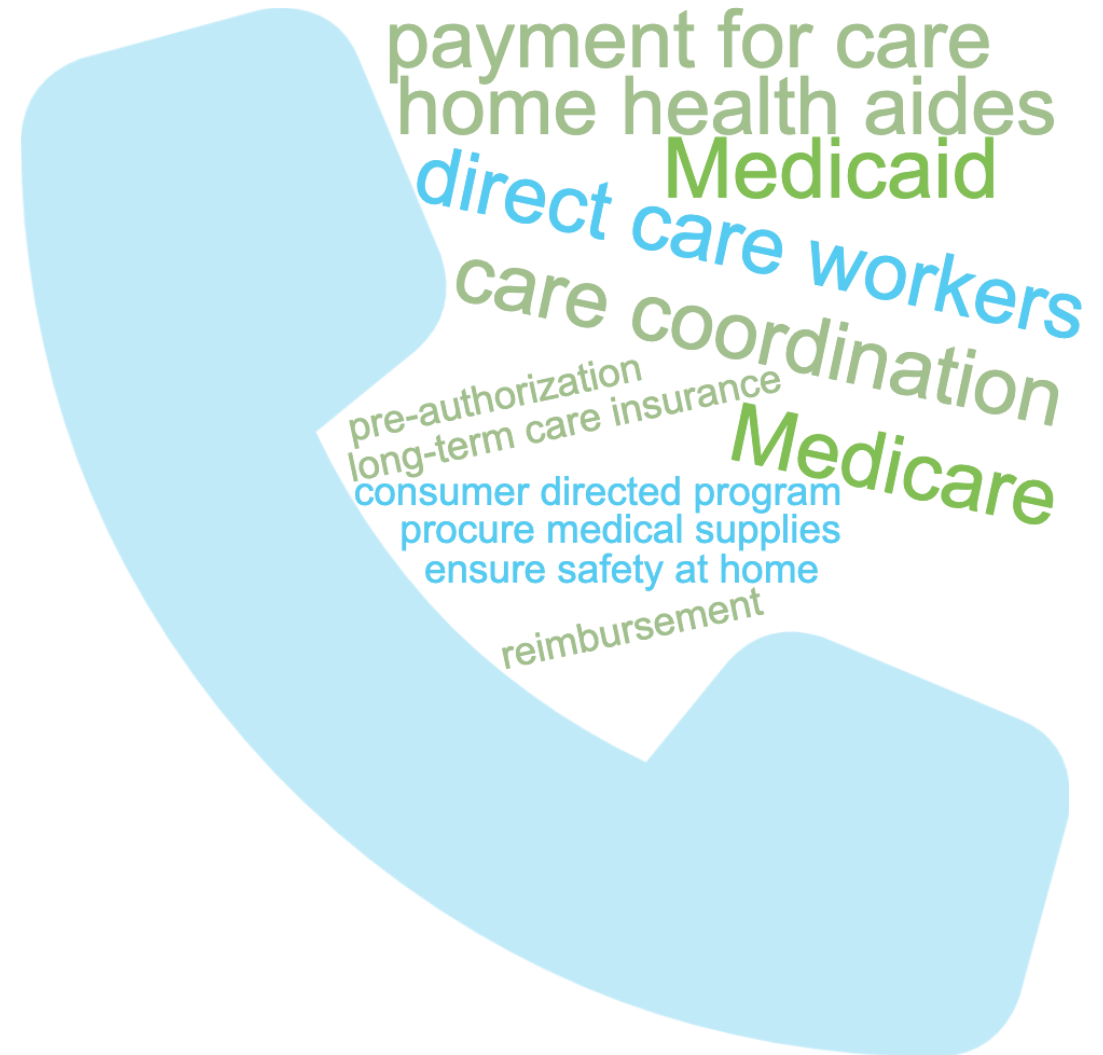 payment for care
home health aides
Medicaid
direct care workers
care coordination
pre-authorization
long-term care insurance
Medicare
consumer directed program
procure medical supplies
ensure safety at home
reimbursement